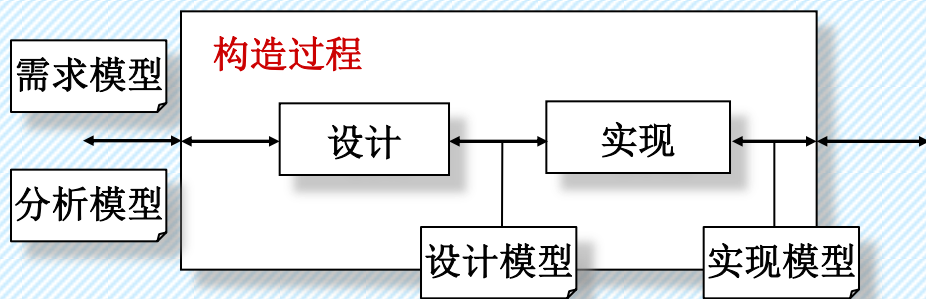 构造过程
需求模型
设计
实现
分析模型
设计模型
实现模型